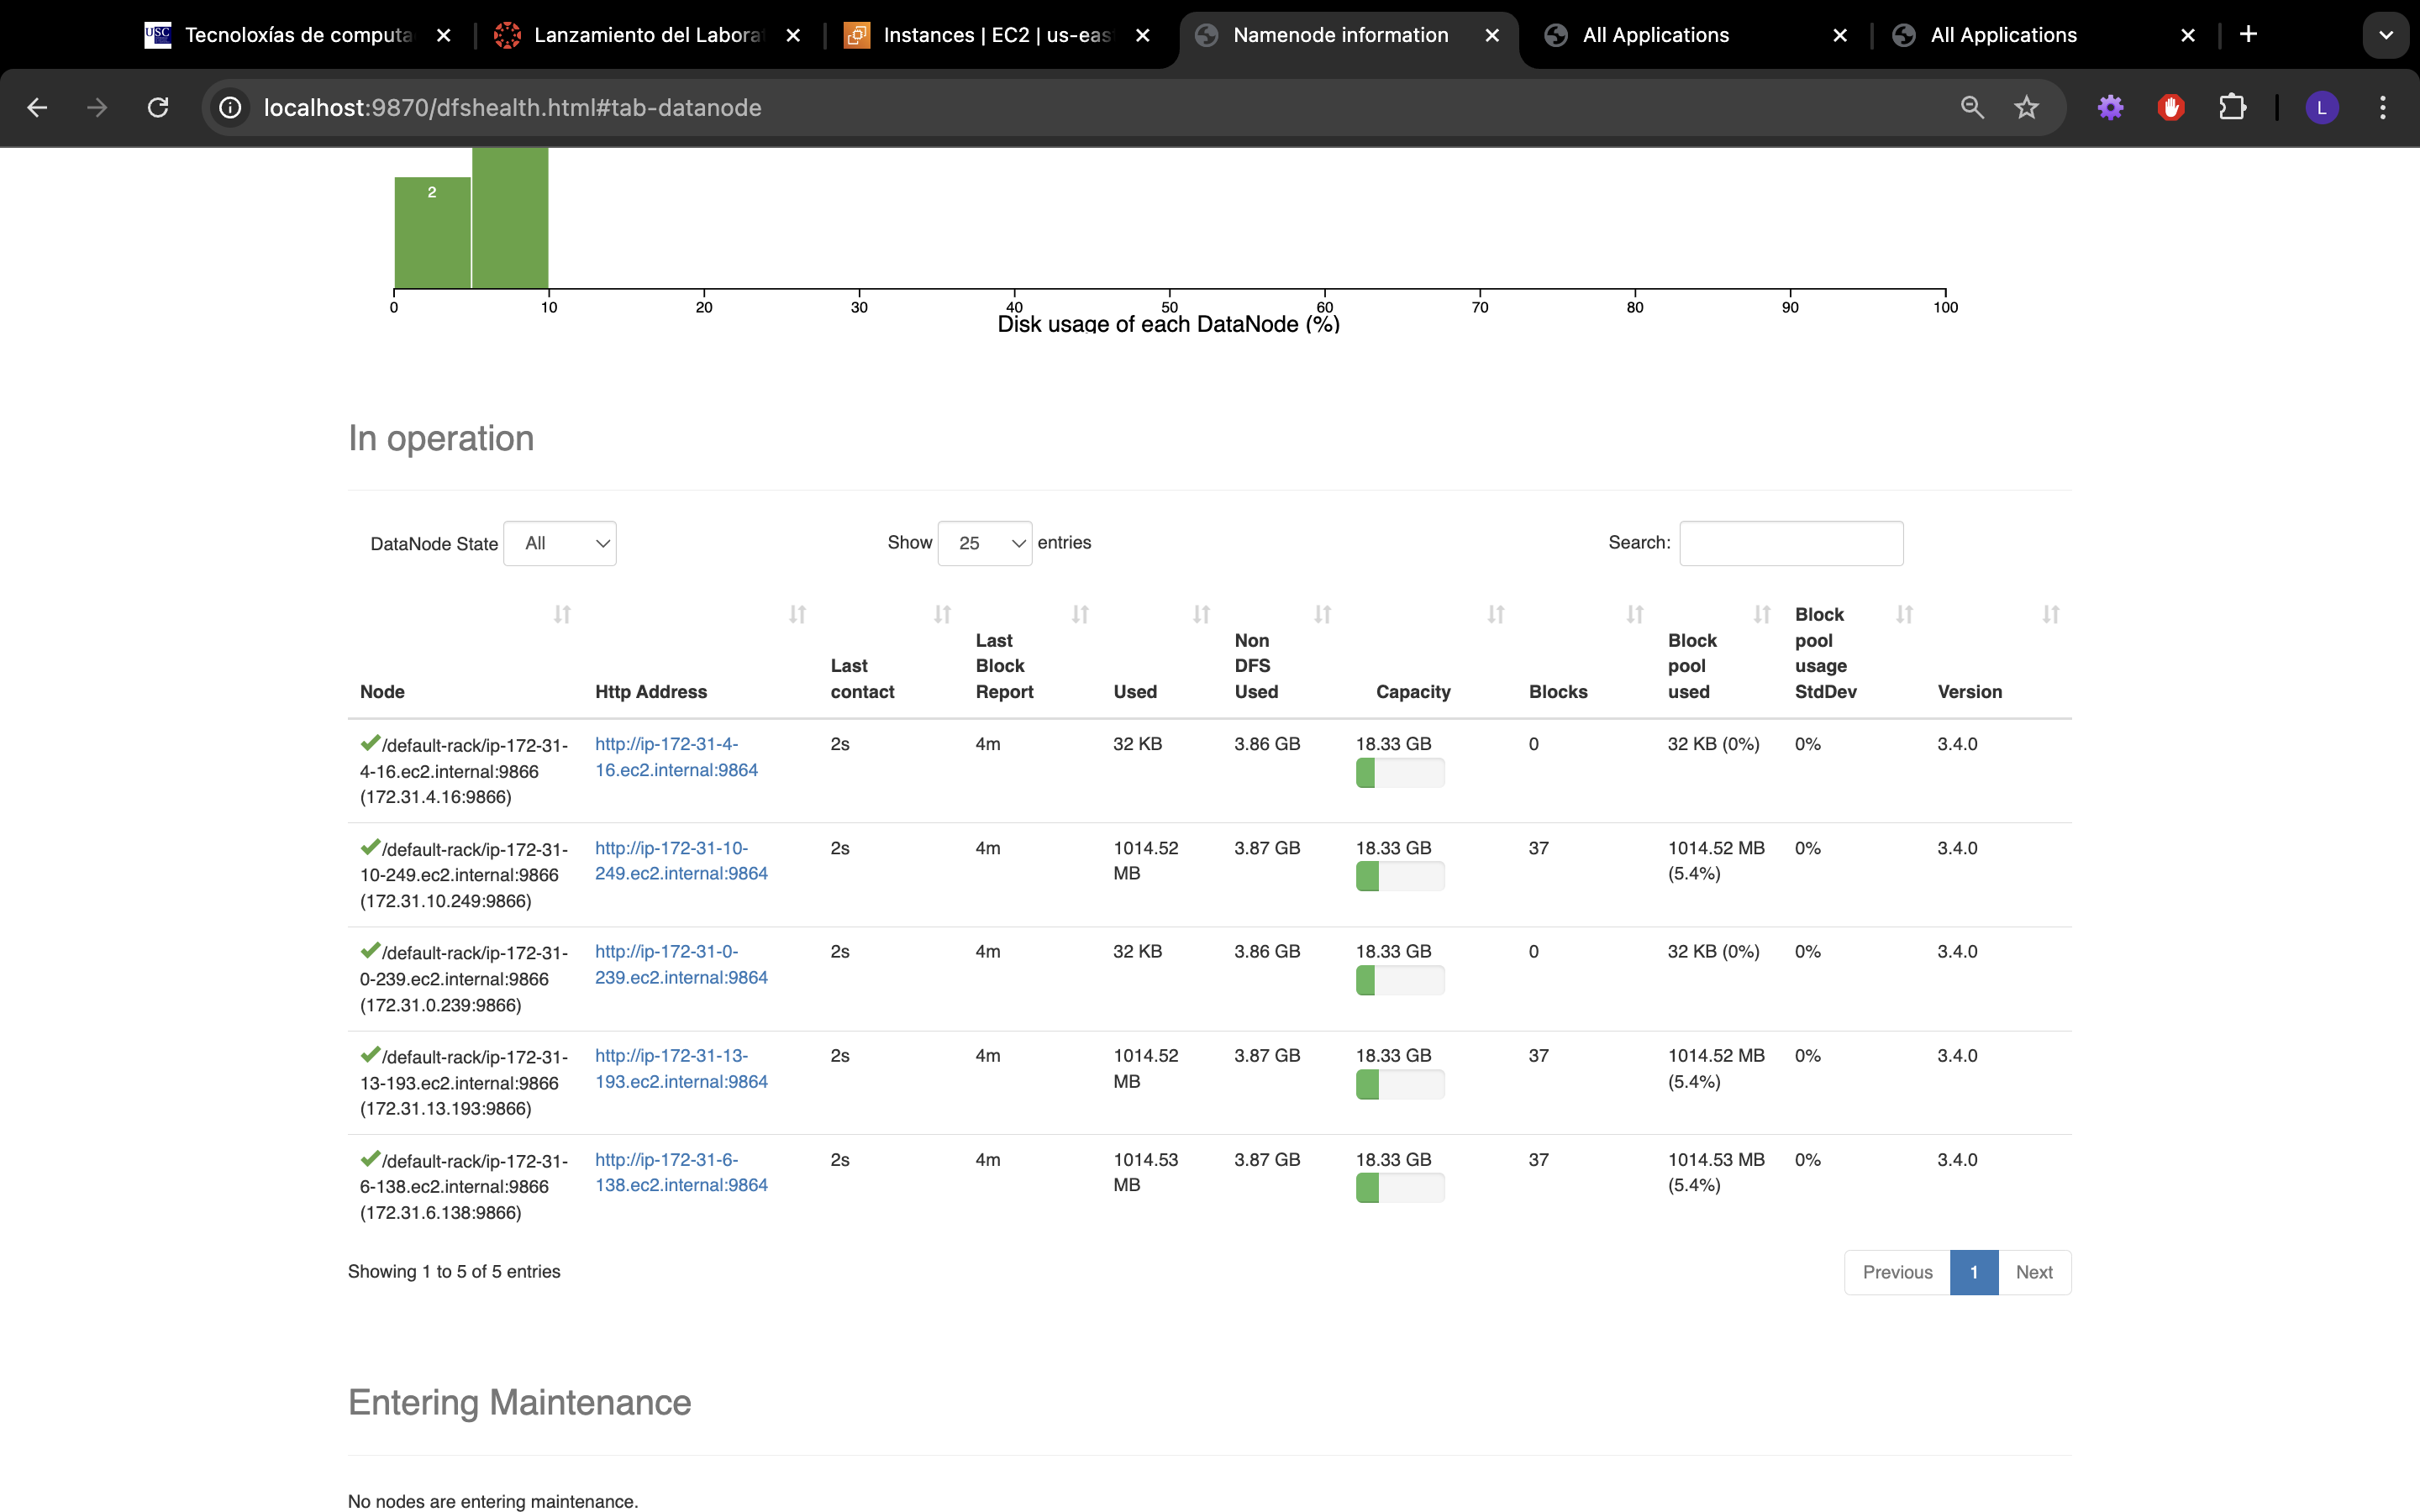 Tecnoloxías de computa
Lanzamiento del Labora
Instances | EC2 | us-eas
Namenode information
All Applications
All Applications
localhost:9870/dfshealth.html#tab-datanode
L
2
0 10 20 30 40 50 60 70 80 90 100
Disk usage of each DataNode (%)
In operation
DataNode State All
Show 25 entries
Search:
Node
Http Address
Last
contact
Last
Block
Report
Used
Non
DFS
Used
Capacity
Blocks
Block
pool
used
Block
pool
usage
StdDev
Version
/default-rack/ip-172-31-
4-16.ec2.internal:9866
(172.31.4.16:9866)
http://ip-172-31-4-
16.ec2.internal:9864
2s
4m
32 KB
3.86 GB
18.33 GB
0
32 KB (0%)
0%
3.4.0
/default-rack/ip-172-31-
10-249.ec2.internal:9866
(172.31.10.249:9866)
http://ip-172-31-10-
249.ec2.internal:9864
2s
4m
1014.52
MB
3.87 GB
18.33 GB
37
1014.52 MB
(5.4%)
0%
3.4.0
/default-rack/ip-172-31-
0-239.ec2.internal:9866
(172.31.0.239:9866)
http://ip-172-31-0-
239.ec2.internal:9864
2s
4m
32 KB
3.86 GB
18.33 GB
0
32 KB (0%)
0%
3.4.0
/default-rack/ip-172-31-
13-193.ec2.internal:9866
(172.31.13.193:9866)
http://ip-172-31-13-
193.ec2.internal:9864
2s
4m
1014.52
MB
3.87 GB
18.33 GB
37
1014.52 MB
(5.4%)
0%
3.4.0
/default-rack/ip-172-31-
6-138.ec2.internal:9866
(172.31.6.138:9866)
http://ip-172-31-6-
138.ec2.internal:9864
2s
4m
1014.53
MB
3.87 GB
18.33 GB
37
1014.53 MB
(5.4%)
0%
3.4.0
Showing 1 to 5 of 5 entries
Previous 1 Next
Entering Maintenance
No nodes are entering maintenance.